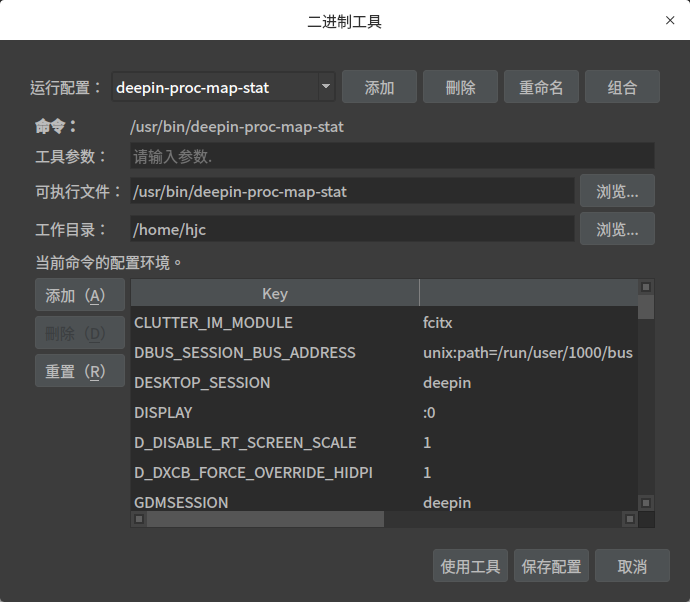 二进制工具
运行配置： deepin-proc-map-stat 添加 删除 重命名 组合
命令： /usr/bin/deepin-proc-map-stat
工具参数： 请输入参数.
可执行文件： /usr/bin/deepin-proc-map-stat 浏览...
工作目录： /home/hjc 浏览...
当前命令的配置环境。
添加（A） Key
CLUTTER_IM_MODULE fcitx
删除（D） DBUS_SESSION_BUS_ADDRESS unix:path=/run/user/1000/bus
重置（R） DESKTOP_SESSION deepin
DISPLAY :0
D_DISABLE_RT_SCREEN_SCALE 1
D_DXCB_FORCE_OVERRIDE_HIDPI 1
GDMSESSION deepin
使用工具 保存配置 取消